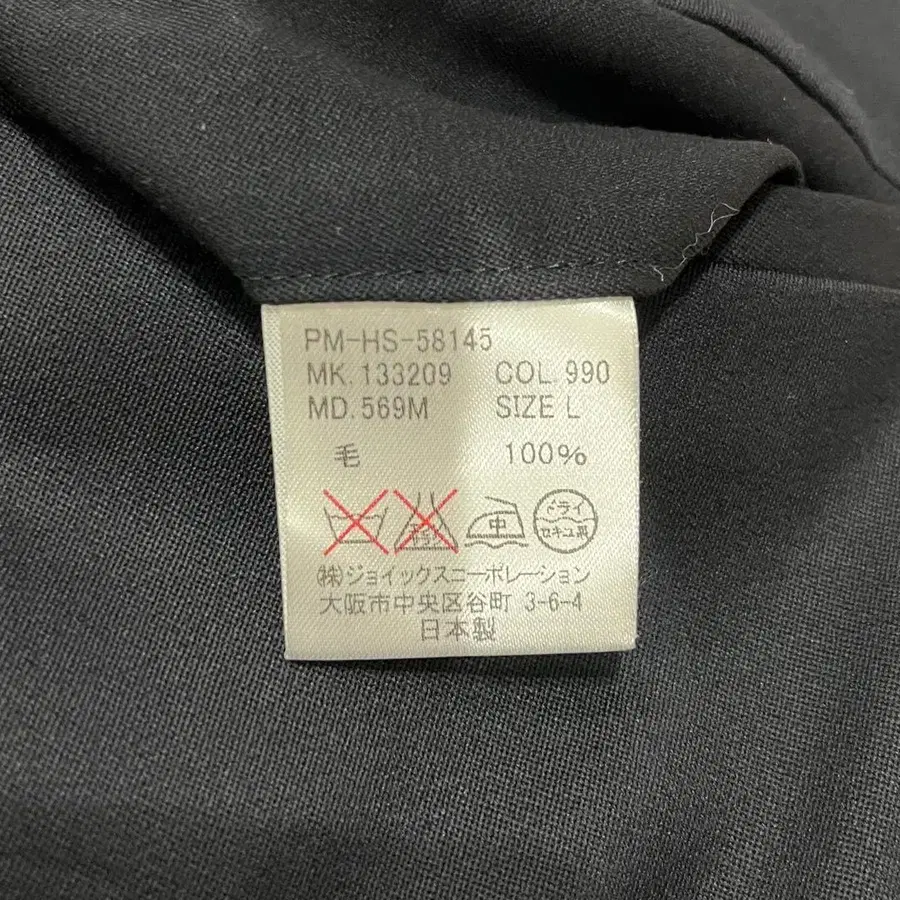 PM-HS-58145
MK.133209 COL.990
MD.569M SIZE L
毛 100%
中 ドライ
セキユ系
(株)ジョイックスコーポレーション
大阪市中央区谷町 3-6-4
日本製